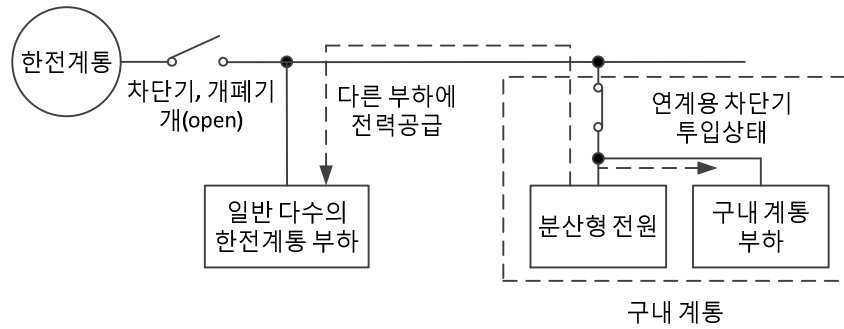 한전계통
차단기, 개폐기
개(open)
다른 부하에
전력공급
연계용 차단기
투입상태
일반 다수의
한전계통 부하
분산형 전원
구내 계통
부하
구내 계통